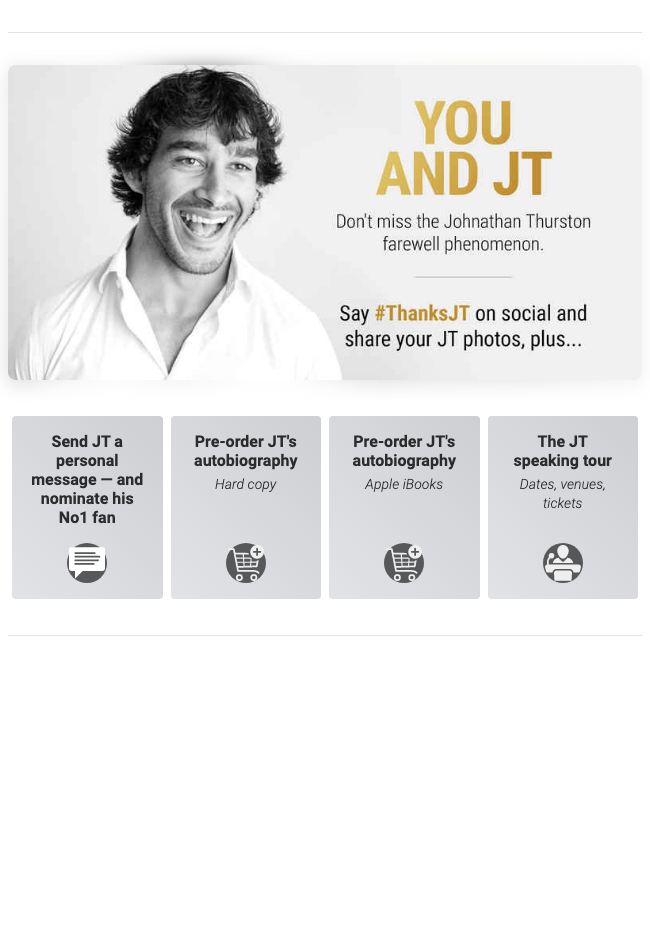 YOU
AND JT
Don't miss the Johnathan Thurston
farewell phenomenon.
Say #ThanksJT on social and
share your JT photos, plus...
Send JT a
personal
message — and
nominate his
No1 fan
Pre-order JT's
autobiography
Hard copy
Pre-order JT's
autobiography
Apple iBooks
The JT
speaking tour
Dates, venues,
tickets